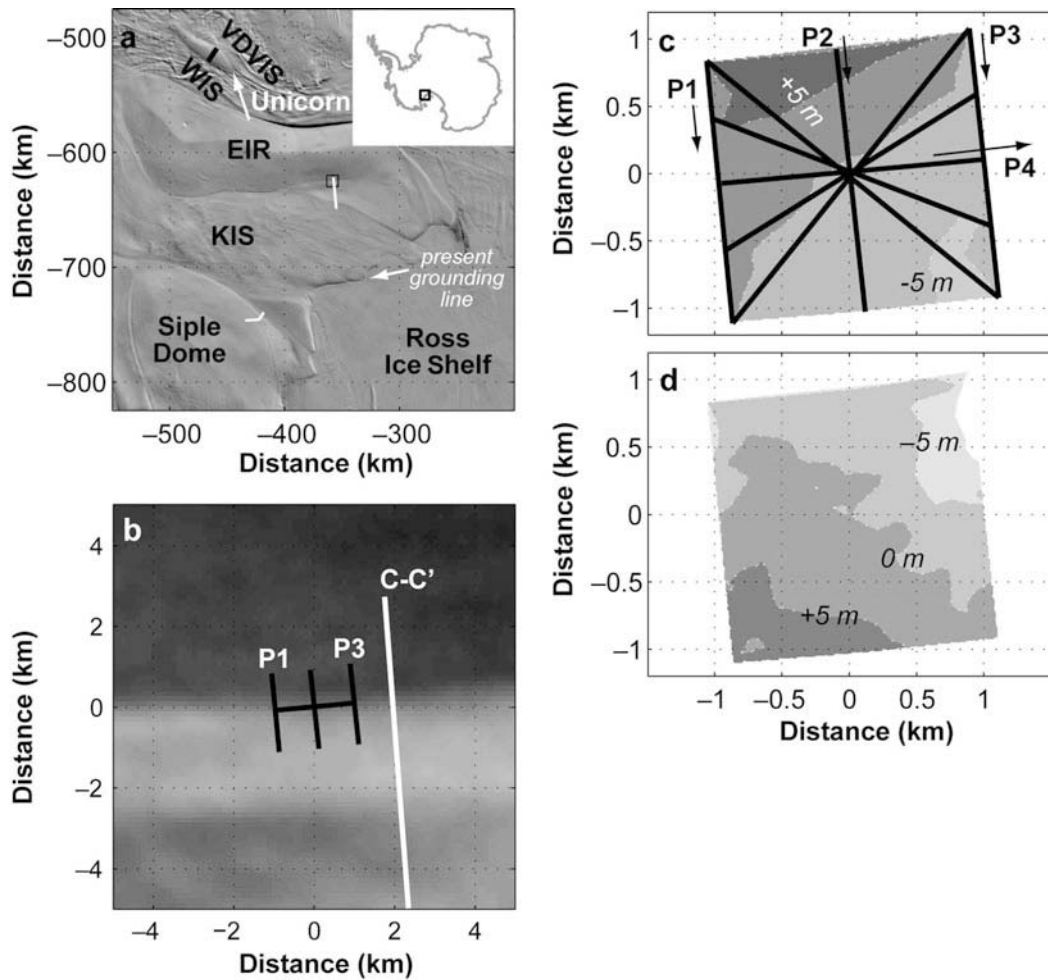 a
VDVIS
WIS
Unicorn
EIR
KIS
present
grounding
line
Siple
Dome
Ross
Ice Shelf
−500
−600
−700
−800
Distance (km)
−500
−400
−300
Distance (km)
b
C-C'
P1
P3
4
2
0
−2
−4
Distance (km)
−4
−2
0
2
4
Distance (km)
c
P1
P2
P3
P4
+5 m
-5 m
1
0.5
0
−0.5
−1
Distance (km)
d
−5 m
0 m
+5 m
1
0.5
0
−0.5
−1
Distance (km)
−1
−0.5
0
0.5
1
Distance (km)